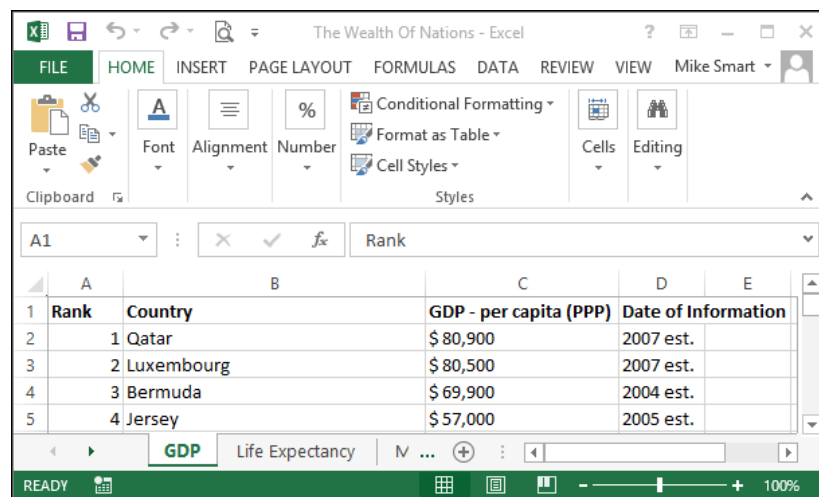 The Wealth Of Nations - Excel ?
FILE HOME INSERT PAGE LAYOUT FORMULAS DATA REVIEW VIEW Mike Smart
Paste Font Alignment Number Conditional Formatting Format as Table Cell Styles Cells Editing
Clipboard Styles
A1 fx Rank
A B C D E
1 Rank Country GDP - per capita (PPP) Date of Information
2 1 Qatar $ 80,900 2007 est.
3 2 Luxembourg $ 80,500 2007 est.
4 3 Bermuda $ 69,900 2004 est.
5 4 Jersey $ 57,000 2005 est.
GDP Life Expectancy M ...
READY 100%